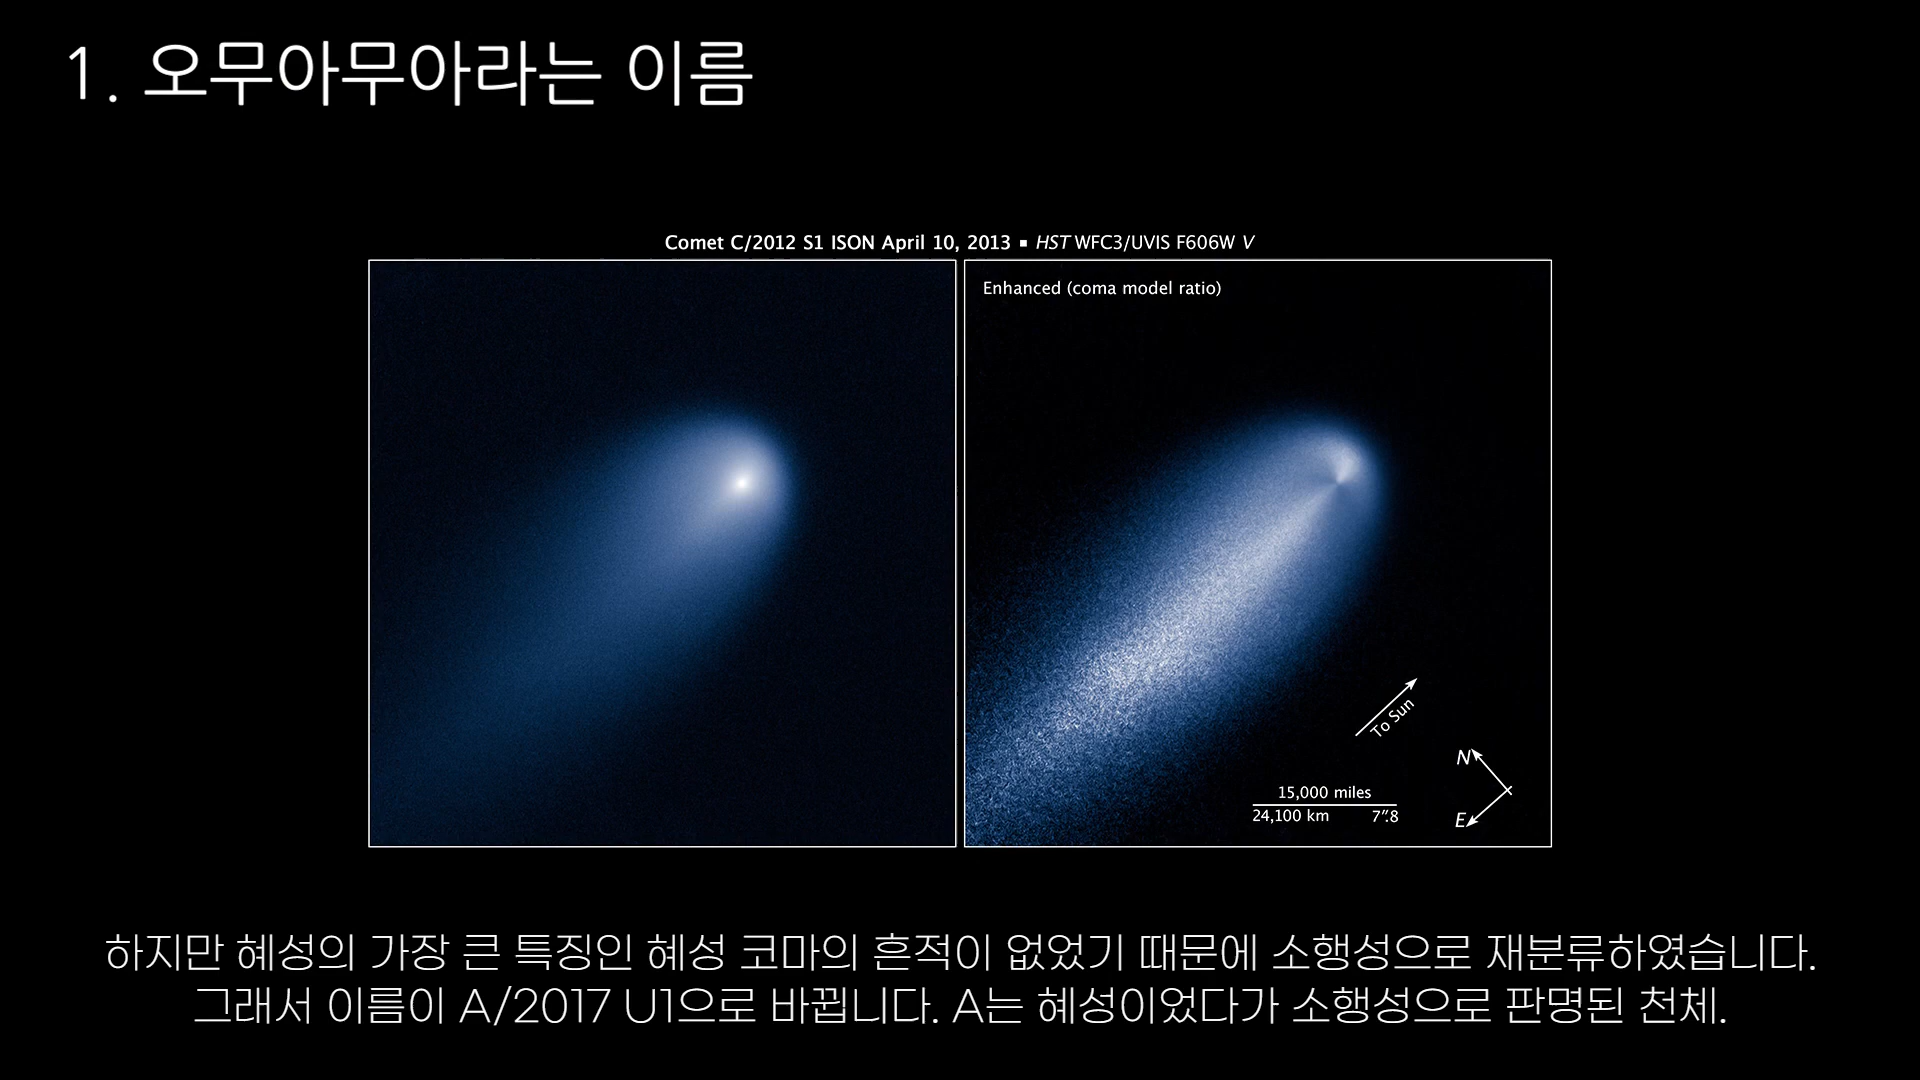 1. 오무아무아라는 이름
Comet C/2012 S1 ISON April 10, 2013 ▪ HST WFC3/UVIS F606W V
Enhanced (coma model ratio)
To Sun
N
15,000 miles
24,100 km 7″.8
E
하지만 혜성의 가장 큰 특징인 혜성 코마의 흔적이 없었기 때문에 소행성으로 재분류하였습니다.
그래서 이름이 A/2017 U1으로 바뀝니다. A는 혜성이었다가 소행성으로 판명된 천체.